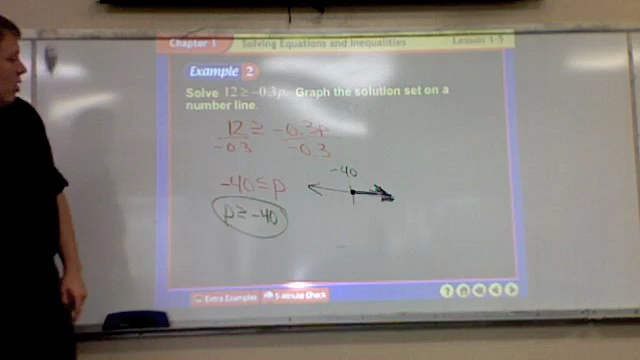 Chapter 1 Solving Equations and Inequalities Lesson 1-5
Example 2
Solve 12 ≥ −0.3p. Graph the solution set on a
number line.
12 ≥ -0.3p
-0.3 -0.3
-40
-40 ≤ p
p ≥ -40
Extra Examples 5-Minute Check